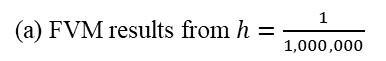 (a) FVM results from h = 1/1,000,000